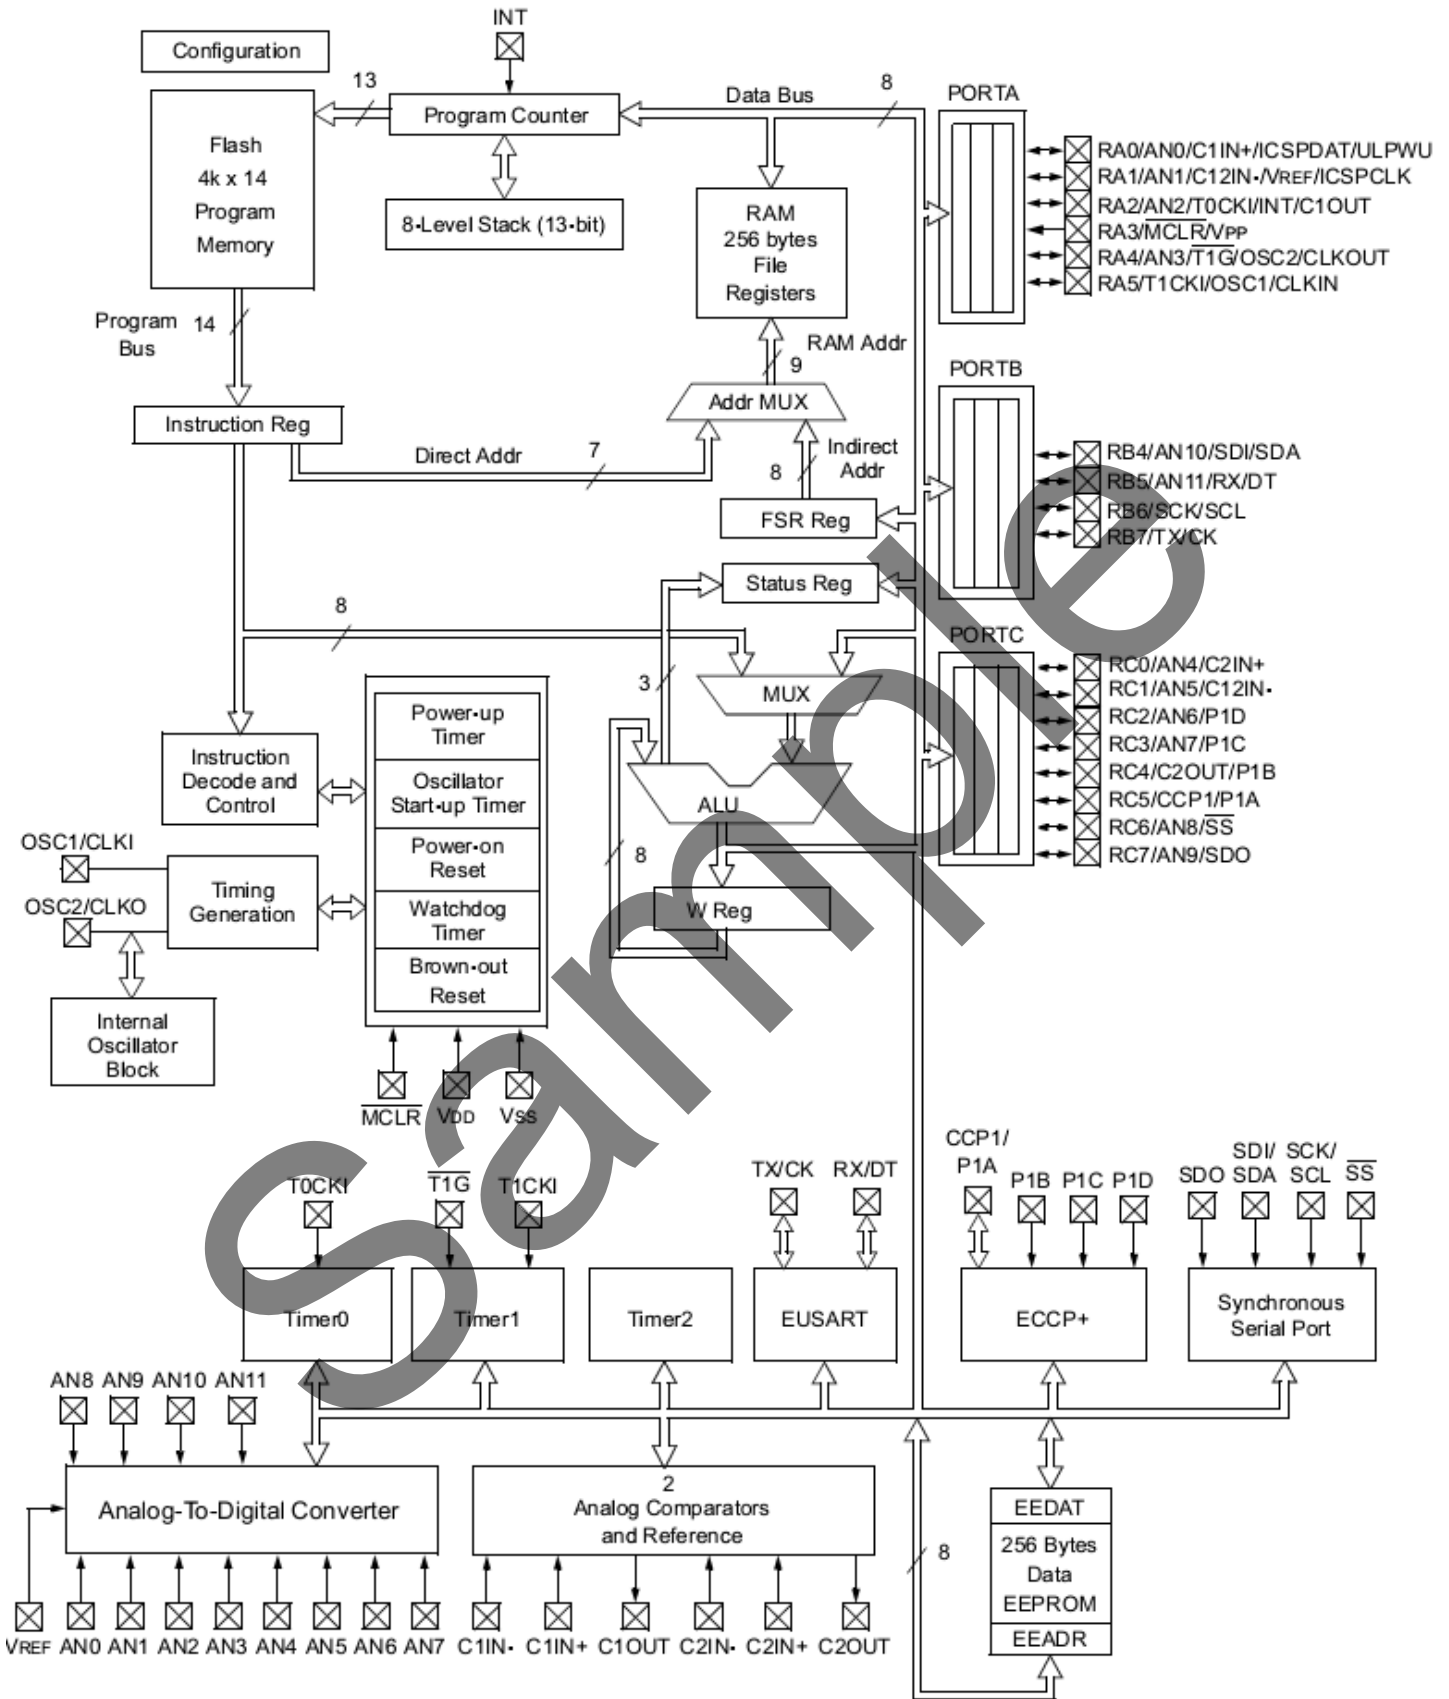 INT
Configuration
13
Program Counter
Data Bus
8
PORTA
Flash
4k x 14
Program
Memory
8-Level Stack (13-bit)
RAM
256 bytes
File
Registers
RA0/AN0/C1IN+/ICSPDAT/ULPWU
RA1/AN1/C12IN-/VREF/ICSPCLK
RA2/AN2/T0CKI/INT/C1OUT
RA3/MCLR/VPP
RA4/AN3/T1G/OSC2/CLKOUT
RA5/T1CKI/OSC1/CLKIN
Program
Bus
14
RAM Addr
9
PORTB
Addr MUX
Instruction Reg
Direct Addr
7
Indirect
Addr
8
RB4/AN10/SDI/SDA
RB5/AN11/RX/DT
RB6/SCK/SCL
RB7/TX/CK
FSR Reg
Status Reg
8
PORTC
3
MUX
RC0/AN4/C2IN+
RC1/AN5/C12IN-
RC2/AN6/P1D
RC3/AN7/P1C
RC4/C2OUT/P1B
RC5/CCP1/P1A
RC6/AN8/SS
RC7/AN9/SDO
Power-up
Timer
Instruction
Decode and
Control
Oscillator
Start-up Timer
ALU
OSC1/CLKI
Power-on
Reset
8
Timing
Generation
OSC2/CLKO
Watchdog
Timer
W Reg
Brown-out
Reset
Internal
Oscillator
Block
MCLR
VDD
VSS
Sample
T0CKI
T1G
T1CKI
TX/CK
RX/DT
CCP1/
P1A
P1B
P1C
P1D
SDO
SDI/
SDA
SCK/
SCL
SS
Timer0
Timer1
Timer2
EUSART
ECCP+
Synchronous
Serial Port
AN8
AN9
AN10
AN11
Analog-To-Digital Converter
2
Analog Comparators
and Reference
8
EEDAT
256 Bytes
Data
EEPROM
EEADR
VREF
AN0
AN1
AN2
AN3
AN4
AN5
AN6
AN7
C1IN-
C1IN+
C1OUT
C2IN-
C2IN+
C2OUT